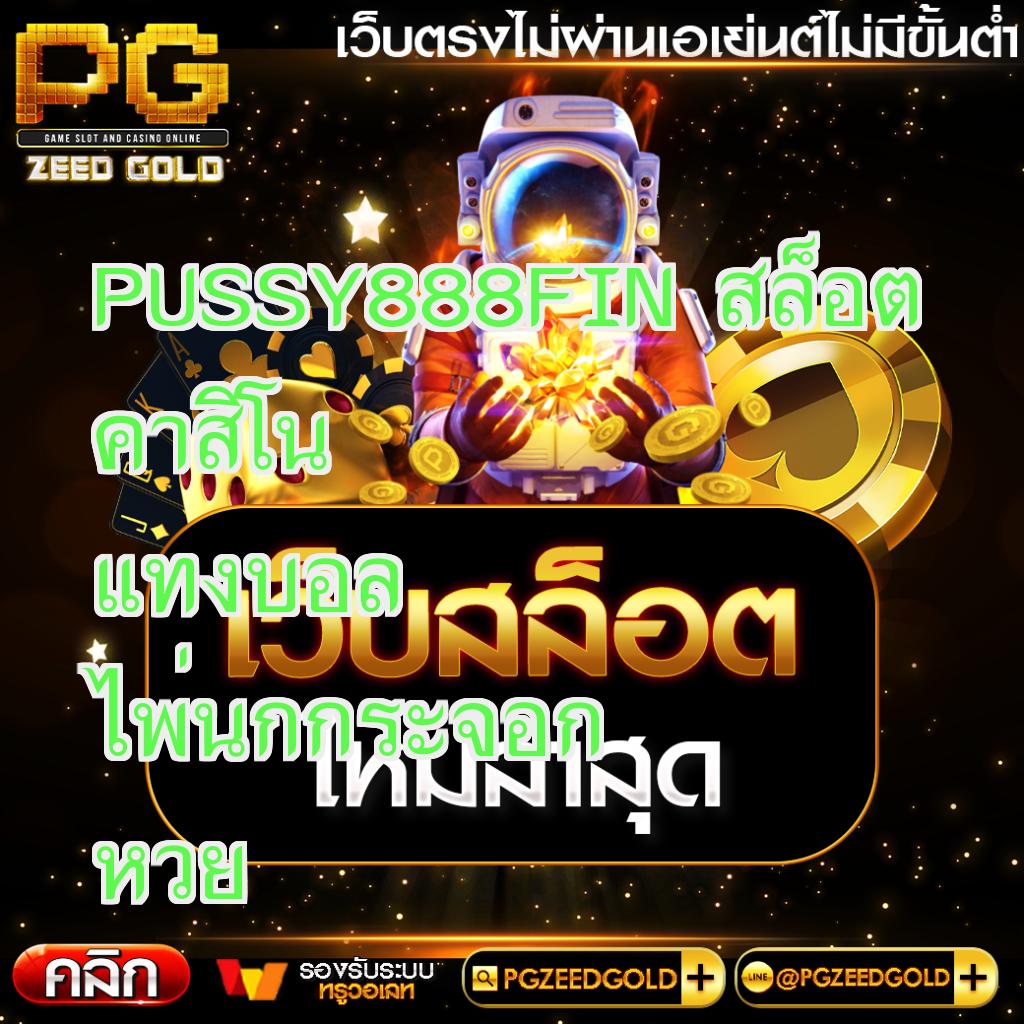 PG
เว็บตรงไม่ผ่านเอเย่นต์ไม่มีขั้นต่ำ
GAME SLOT AND CASINO ONLINE
ZEED GOLD
PUSSY888FIN สล็อต
คาสิโน
แทงบอล
เว็บสล็อต
ไพ่นกกระจอก
ใหม่ล่าสุด
หวย
คลิก
รองรับระบบ
ทรูวอเลท
PGZEEDGOLD +
LINE @PGZEEDGOLD +